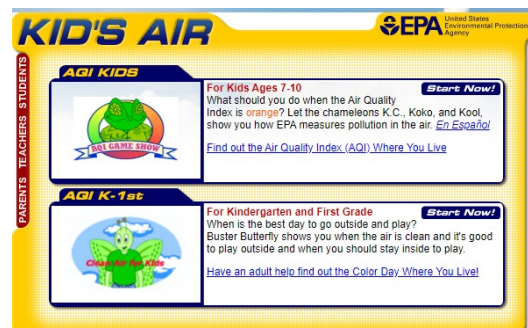 KID'S AIR
EPA
United States
Environmental Protection
Agency
PARENTS TEACHERS STUDENTS
AQI KIDS
AQI GAME SHOW
For Kids Ages 7-10
Start Now!
What should you do when the Air Quality
Index is orange? Let the chameleons K.C., Koko, and Kool,
show you how EPA measures pollution in the air. En Español
Find out the Air Quality Index (AQI) Where You Live
AQI K-1st
Clean Air for Kids
For Kindergarten and First Grade
Start Now!
When is the best day to go outside and play?
Buster Butterfly shows you when the air is clean and it's good
to play outside and when you should stay inside to play.
Have an adult help find out the Color Day Where You Live!